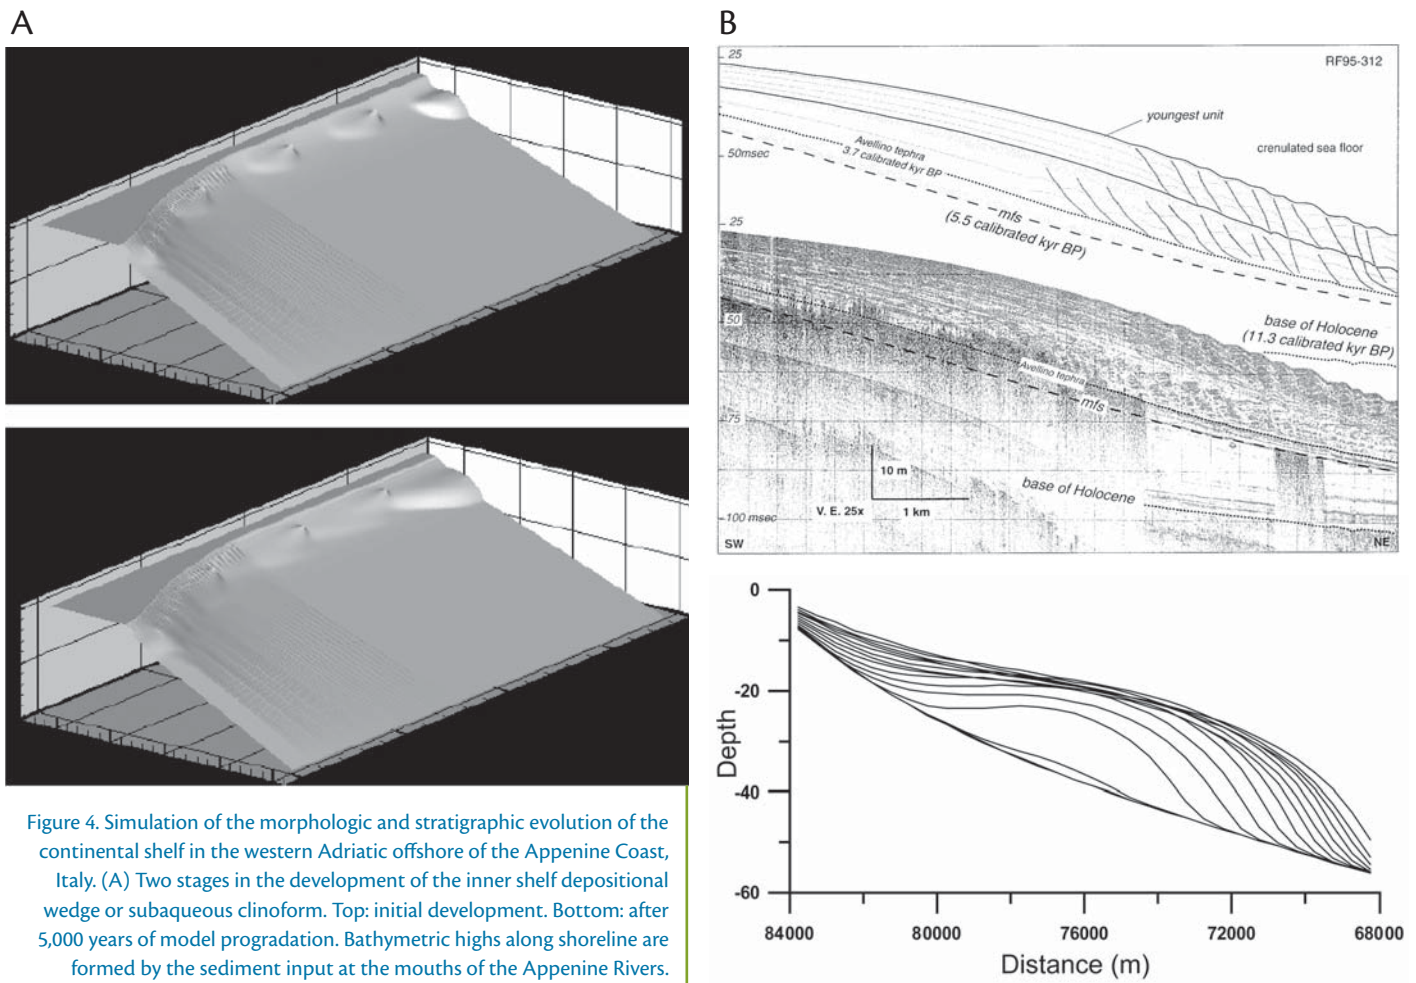 A
B
25
RF95-312
youngest unit
crenulated sea floor
Avellino tephra
3.7 calibrated kyr BP
50msec
mfs
(5.5 calibrated kyr BP)
25
base of Holocene
(11.3 calibrated kyr BP)
50
Avellino tephra
mfs
75
10 m
base of Holocene
V. E. 25x
1 km
100 msec
SW
NE
0
-20
-40
-60
Depth
84000
80000
76000
72000
68000
Distance (m)
Figure 4. Simulation of the morphologic and stratigraphic evolution of the
continental shelf in the western Adriatic offshore of the Appenine Coast,
Italy. (A) Two stages in the development of the inner shelf depositional
wedge or subaqueous clinoform. Top: initial development. Bottom: after
5,000 years of model progradation. Bathymetric highs along shoreline are
formed by the sediment input at the mouths of the Appenine Rivers.